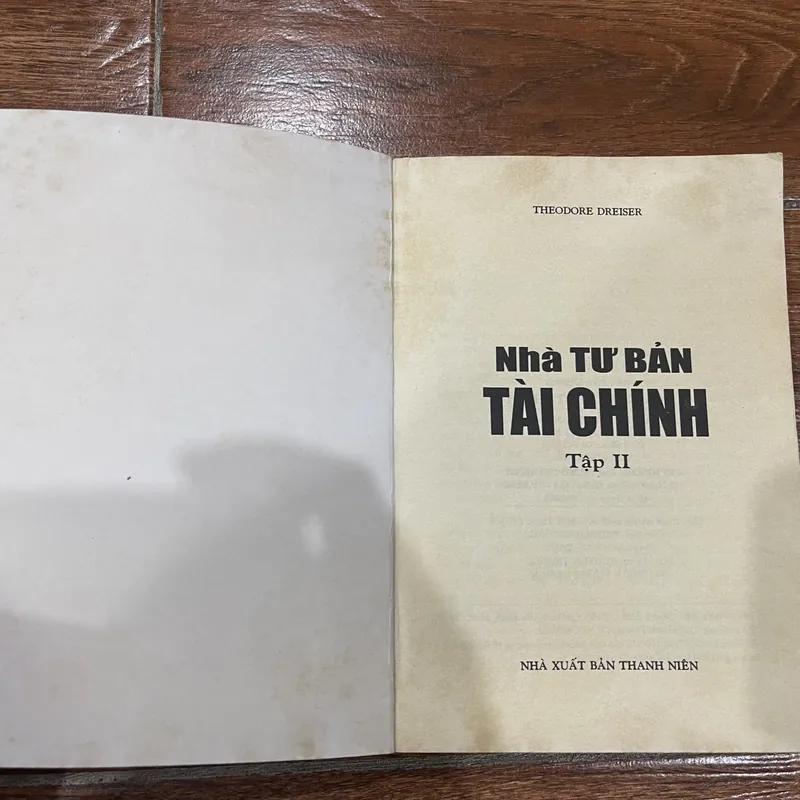 THEODORE DREISER
Nhà TƯ BẢN
TÀI CHÍNH
Tập II
NHÀ XUẤT BẢN THANH NIÊN